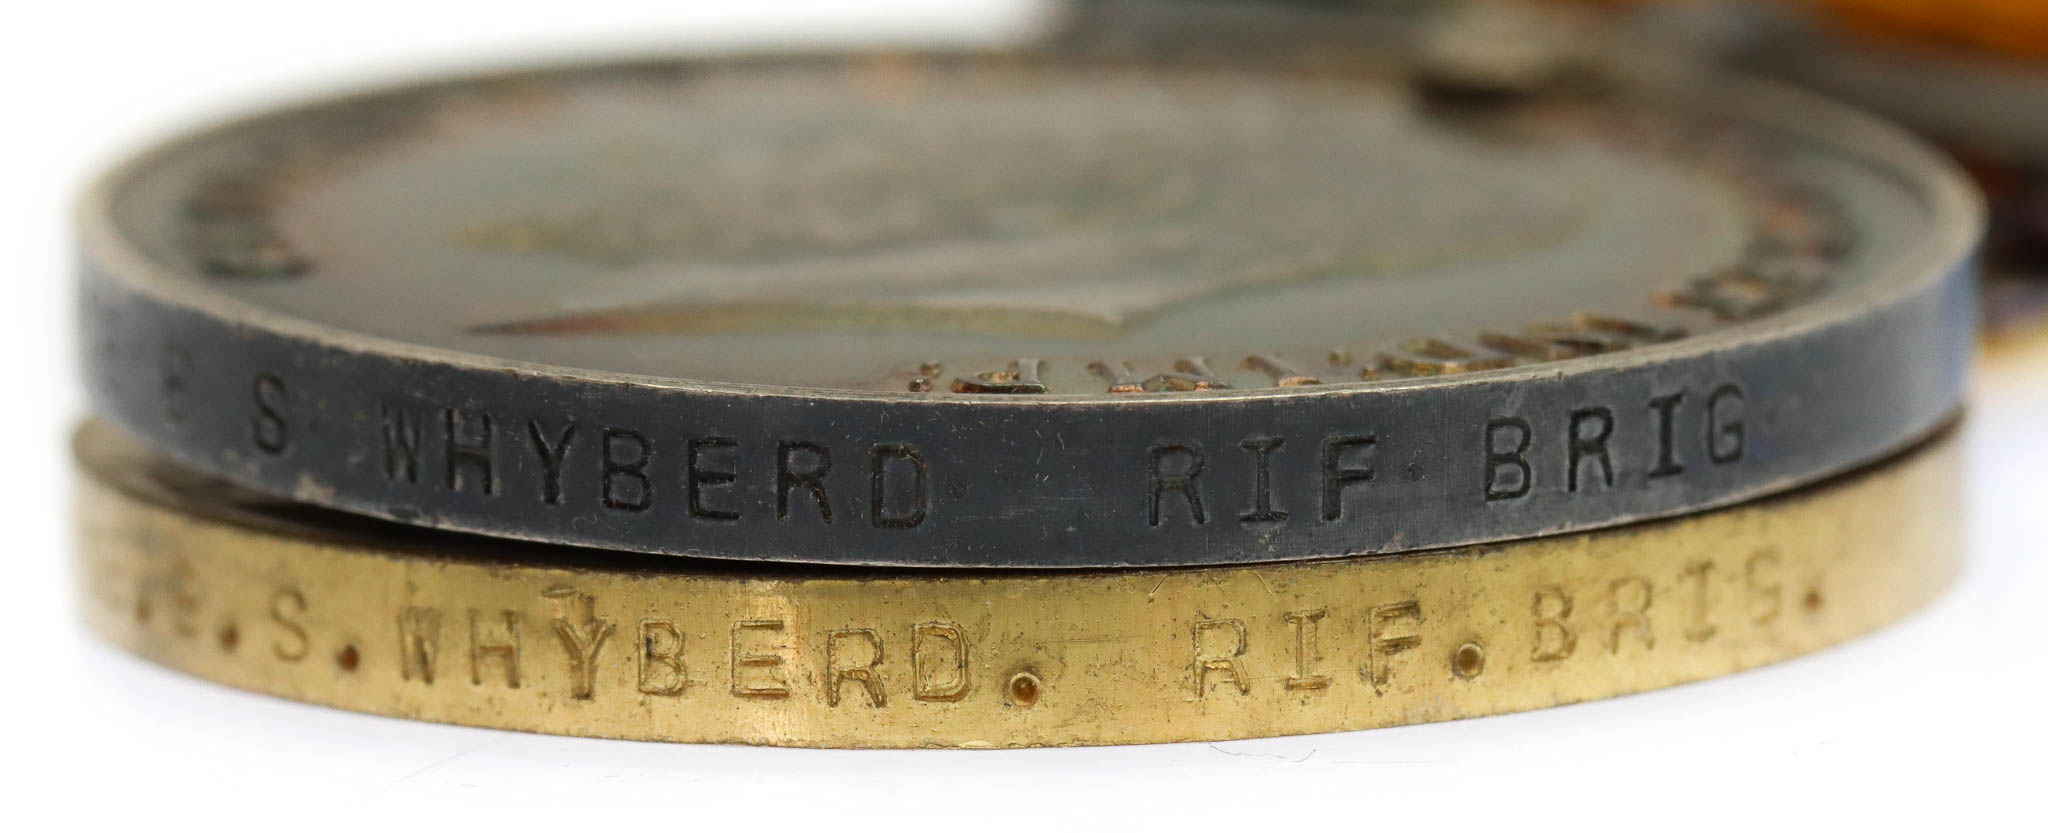 E S WHYBERD. RIF. BRIG
E. S. WHYBERD. RIF. BRIG.